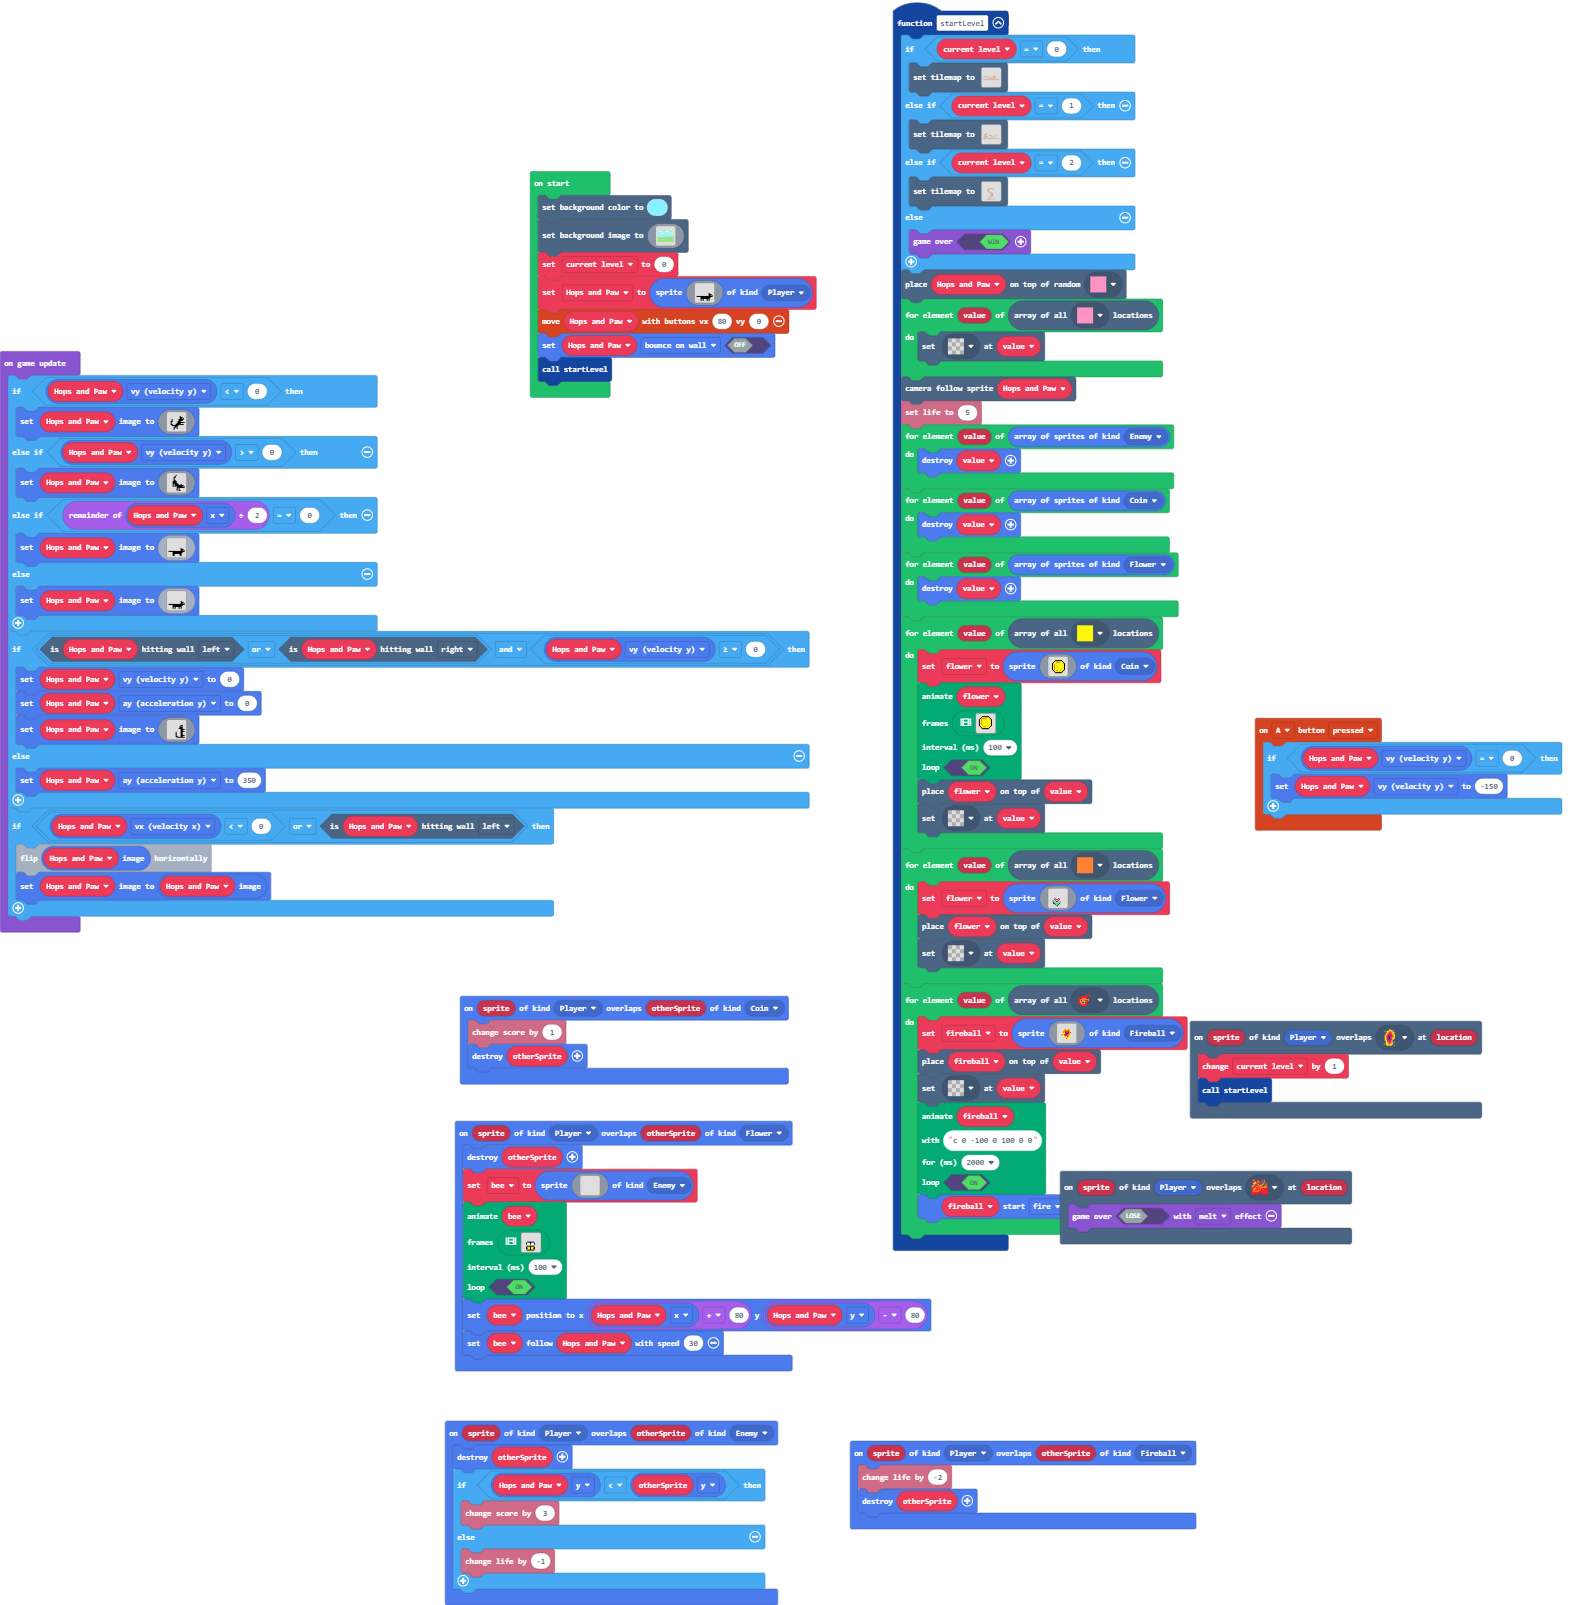 function startLevel
if current level = 0 then
set tilemap to
else if current level = 1 then
set tilemap to
else if current level = 2 then
set tilemap to
else
game over WIN
place Hops and Paw on top of random
for element value of array of all locations
do
set at value
camera follow sprite Hops and Paw
set life to 5
for element value of array of sprites of kind Enemy
do
destroy value
for element value of array of sprites of kind Coin
do
destroy value
for element value of array of sprites of kind Flower
do
destroy value
for element value of array of all locations
do
set flower to sprite of kind Coin
animate flower
frames
interval (ms) 100
loop ON
place flower on top of value
set at value
for element value of array of all locations
do
set flower to sprite of kind Flower
place flower on top of value
set at value
for element value of array of all locations
do
set fireball to sprite of kind Fireball
place fireball on top of value
set at value
animate fireball
with "c 0 -100 0 100 0 0"
for (ms) 2000
loop ON
fireball start fire
on start
set background color to
set background image to
set current level to 0
set Hops and Paw to sprite of kind Player
move Hops and Paw with buttons vx 80 vy 0
set Hops and Paw bounce on wall OFF
call startLevel
on game update
if Hops and Paw vy (velocity y) < 0 then
set Hops and Paw image to
else if Hops and Paw vy (velocity y) > 0 then
set Hops and Paw image to
else if remainder of Hops and Paw x ÷ 2 = 0 then
set Hops and Paw image to
else
set Hops and Paw image to
if is Hops and Paw hitting wall left or is Hops and Paw hitting wall right and Hops and Paw vy (velocity y) ≥ 0 then
set Hops and Paw vy (velocity y) to 0
set Hops and Paw ay (acceleration y) to 0
set Hops and Paw image to
else
set Hops and Paw ay (acceleration y) to 350
if Hops and Paw vx (velocity x) < 0 or is Hops and Paw hitting wall left then
flip Hops and Paw image horizontally
set Hops and Paw image to Hops and Paw image
on A button pressed
if Hops and Paw vy (velocity y) = 0 then
set Hops and Paw vy (velocity y) to -150
on sprite of kind Player overlaps otherSprite of kind Coin
change score by 1
destroy otherSprite
on sprite of kind Player overlaps at location
change current level by 1
call startLevel
on sprite of kind Player overlaps otherSprite of kind Flower
destroy otherSprite
set bee to sprite of kind Enemy
animate bee
frames
interval (ms) 100
loop ON
set bee position to x Hops and Paw x + 80 y Hops and Paw y - 80
set bee follow Hops and Paw with speed 30
on sprite of kind Player overlaps at location
game over LOSE with melt effect
on sprite of kind Player overlaps otherSprite of kind Enemy
destroy otherSprite
if Hops and Paw y < otherSprite y then
change score by 3
else
change life by -1
on sprite of kind Player overlaps otherSprite of kind Fireball
change life by -2
destroy otherSprite